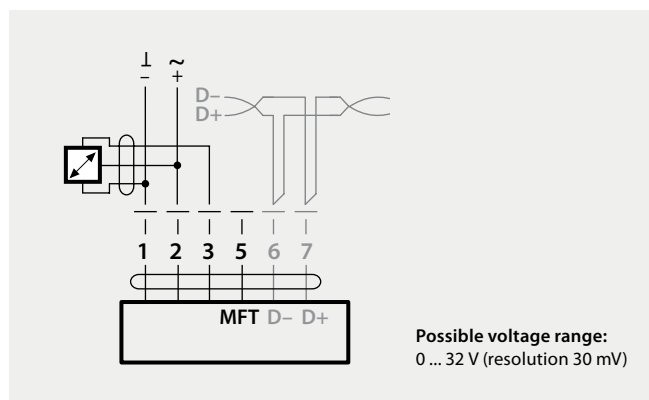 ⊥ ~
– +
D–
D+
1 2 3 5 6 7
MFT D– D+
Possible voltage range:
0 ... 32 V (resolution 30 mV)